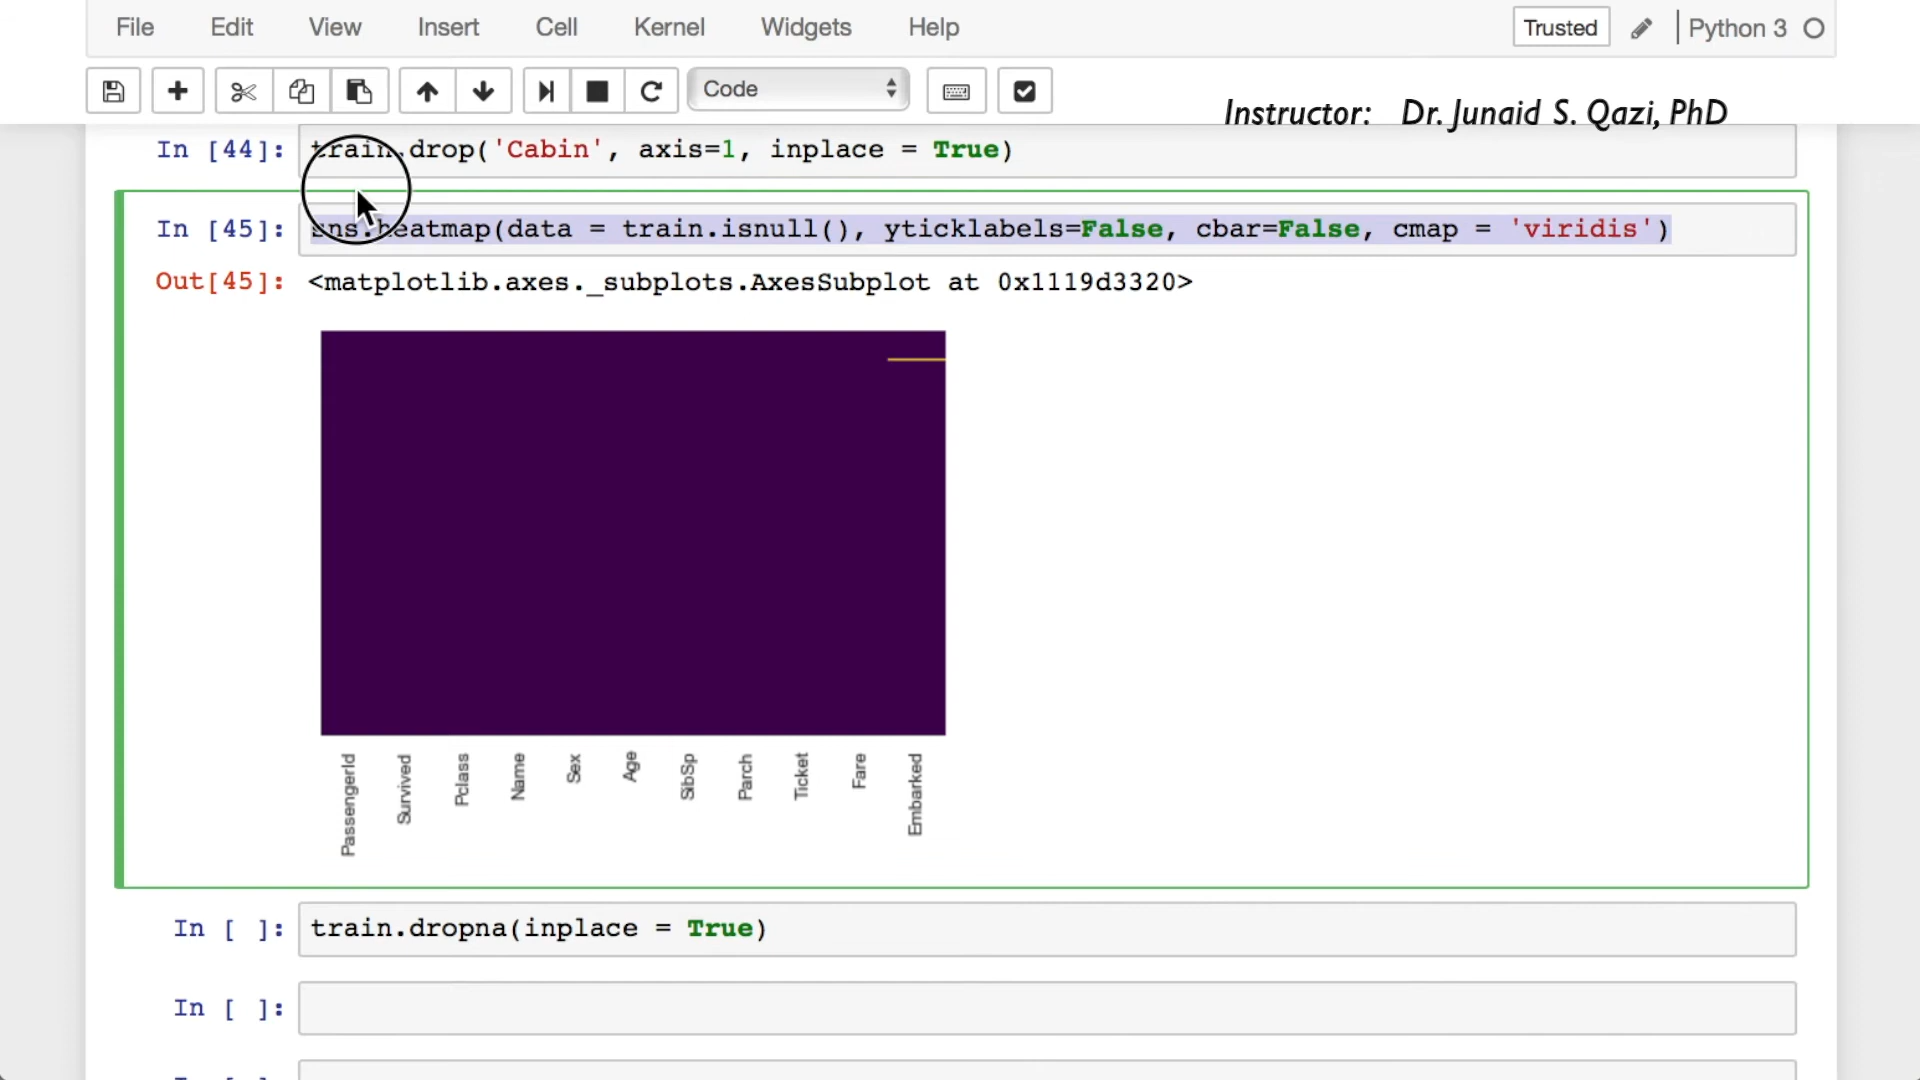 File Edit View Insert Cell Kernel Widgets Help Trusted Python 3
Code
Instructor: Dr. Junaid S. Qazi, PhD
In [44]: train.drop('Cabin', axis=1, inplace = True)
In [45]: sns.heatmap(data = train.isnull(), yticklabels=False, cbar=False, cmap = 'viridis')
Out[45]: <matplotlib.axes._subplots.AxesSubplot at 0x1119d3320>
PassengerId Survived Pclass Name Sex Age SibSp Parch Ticket Fare Embarked
In [ ]: train.dropna(inplace = True)
In [ ]: